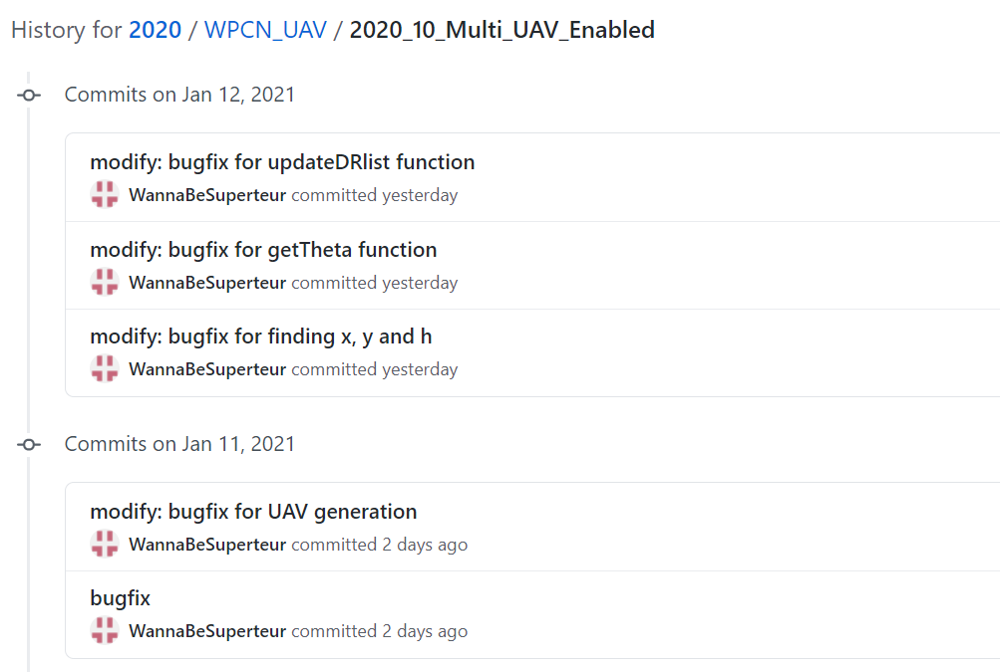 History for 2020 / WPCN_UAV / 2020_10_Multi_UAV_Enabled
Commits on Jan 12, 2021
modify: bugfix for updateDRlist function
WannaBeSuperteur committed yesterday
modify: bugfix for getTheta function
WannaBeSuperteur committed yesterday
modify: bugfix for finding x, y and h
WannaBeSuperteur committed yesterday
Commits on Jan 11, 2021
modify: bugfix for UAV generation
WannaBeSuperteur committed 2 days ago
bugfix
WannaBeSuperteur committed 2 days ago